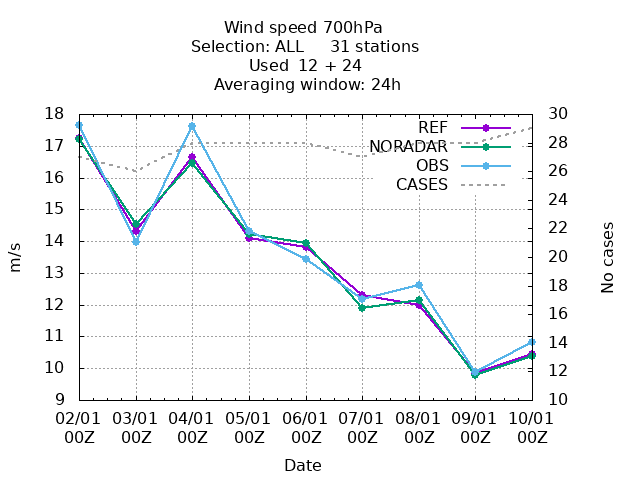 Wind speed 700hPa
Selection: ALL 31 stations
Used 12 + 24
Averaging window: 24h
18
17
16
15
14
13
12
11
10
9
m/s
30
28
26
24
22
20
18
16
14
12
10
No cases
REF
NORADAR
OBS
CASES
02/01 03/01 04/01 05/01 06/01 07/01 08/01 09/01 10/01
00Z 00Z 00Z 00Z 00Z 00Z 00Z 00Z 00Z
Date